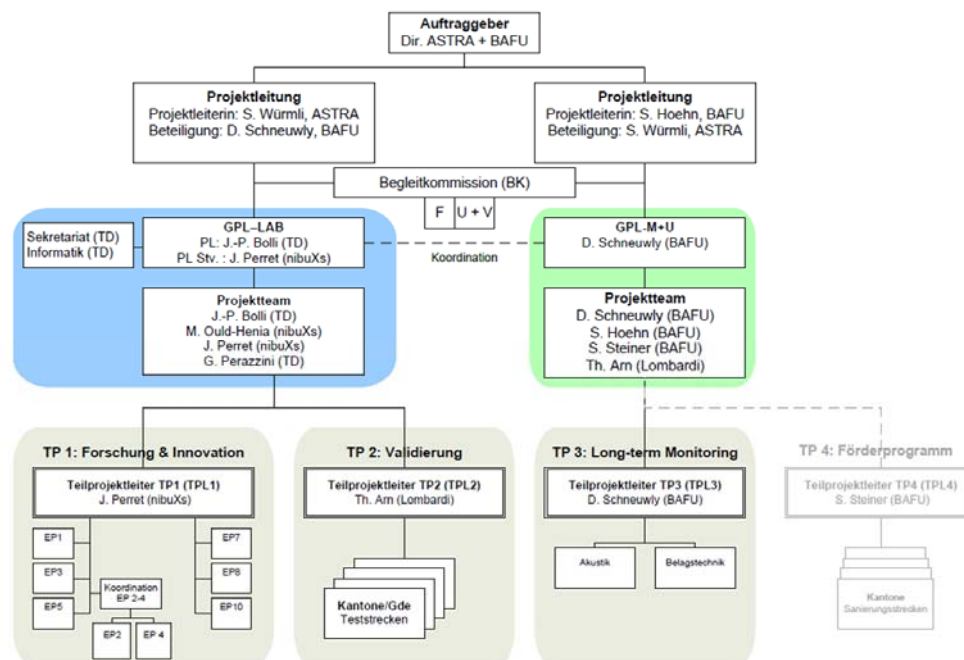 Auftraggeber
Dir. ASTRA + BAFU
Projektleitung
Projektleiterin: S. Würmli, ASTRA
Beteiligung: D. Schneuwly, BAFU
Projektleitung
Projektleiterin: S. Hoehn, BAFU
Beteiligung: S. Würmli, ASTRA
Begleitkommission (BK)
F
U + V
Sekretariat (TD)
Informatik (TD)
GPL–LAB
PL: J.-P. Bolli (TD)
PL Stv. : J. Perret (nibuXs)
Koordination
GPL-M+U
D. Schneuwly (BAFU)
Projektteam
J.-P. Bolli (TD)
M. Ould-Henia (nibuXs)
J. Perret (nibuXs)
G. Perazzini (TD)
Projektteam
D. Schneuwly (BAFU)
S. Hoehn (BAFU)
S. Steiner (BAFU)
Th. Arn (Lombardi)
TP 1: Forschung & Innovation
Teilprojektleiter TP1 (TPL1)
J. Perret (nibuXs)
EP1
EP3
EP5
Koordination
EP 2-4
EP2
EP 4
EP7
EP8
EP10
TP 2: Validierung
Teilprojektleiter TP2 (TPL2)
Th. Arn (Lombardi)
Kantone/Gde
Teststrecken
TP 3: Long-term Monitoring
Teilprojektleiter TP3 (TPL3)
D. Schneuwly (BAFU)
Akustik
Belagstechnik
TP 4: Förderprogramm
Teilprojektleiter TP4 (TPL4)
S. Steiner (BAFU)
Kantone
Sanierungsstrecken